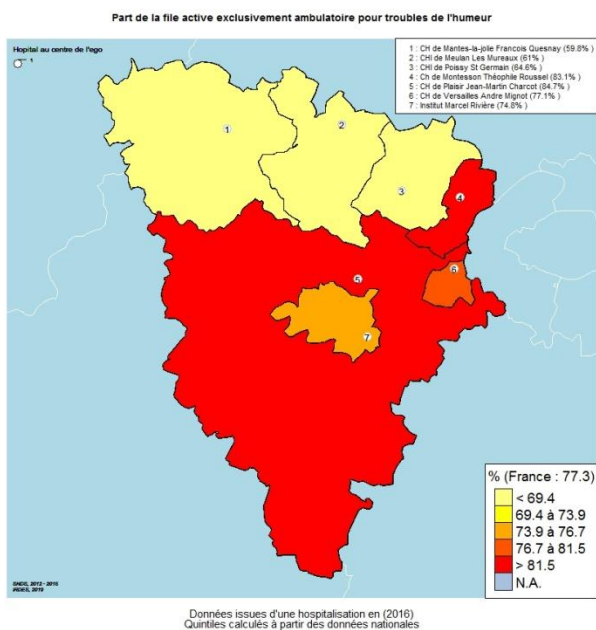 Part de la file active exclusivement ambulatoire pour troubles de l'humeur
Hopital au centre de l'ego
1
1 : CH de Mantes-la-jolie Francois Quesnay (59.8% )
2 : CHI de Meulan Les Mureaux (61% )
3 : CHI de Poissy St Germain (64.6% )
4 : Ch de Montesson Théophile Roussel (83.1% )
5 : CH de Plaisir Jean-Martin Charcot (84.7% )
6 : CH de Versailles Andre Mignot (77.1% )
7 : Institut Marcel Rivière (74.8% )
1
2
3
4
5
6
7
% (France : 77.3)
< 69.4
69.4 à 73.9
73.9 à 76.7
76.7 à 81.5
> 81.5
N.A.
SNDS, 2012 - 2016
IRDES, 2019
Données issues d'une hospitalisation en (2016)
Quintiles calculés à partir des données nationales